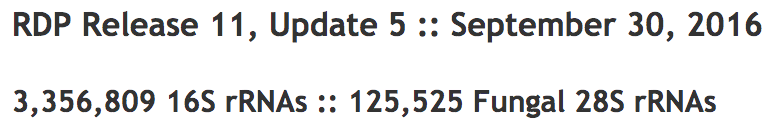 RDP Release 11, Update 5 :: September 30, 2016
3,356,809 16S rRNAs :: 125,525 Fungal 28S rRNAs